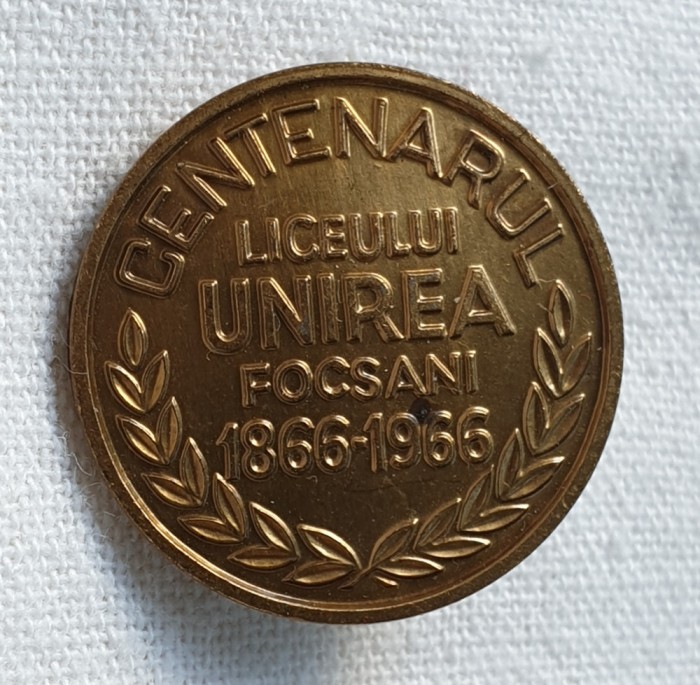 CENTENARUL
LICEULUI
UNIREA
FOCSANI
1866-1966